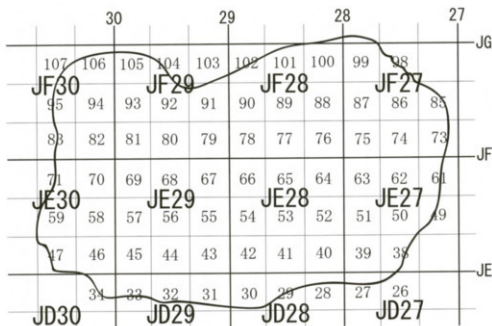 30 29 28 27
JG
107 106 105 104 103 102 101 100 99 98
JF30 JF29 JF28 JF27
95 94 93 92 91 90 89 88 87 86 85
83 82 81 80 79 78 77 76 75 74 73
JF
71 70 69 68 67 66 65 64 63 62 61
JE30 JE29 JE28 JE27
59 58 57 56 55 54 53 52 51 50 49
47 46 45 44 43 42 41 40 39 38
JE
34 33 32 31 30 29 28 27 26
JD30 JD29 JD28 JD27